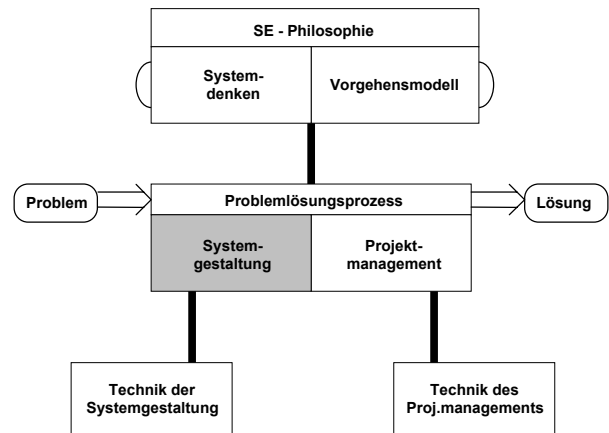 SE - Philosophie
System-
denken
Vorgehensmodell
Problem
Problemlösungsprozess
Lösung
System-
gestaltung
Projekt-
management
Technik der
Systemgestaltung
Technik des
Proj.managements